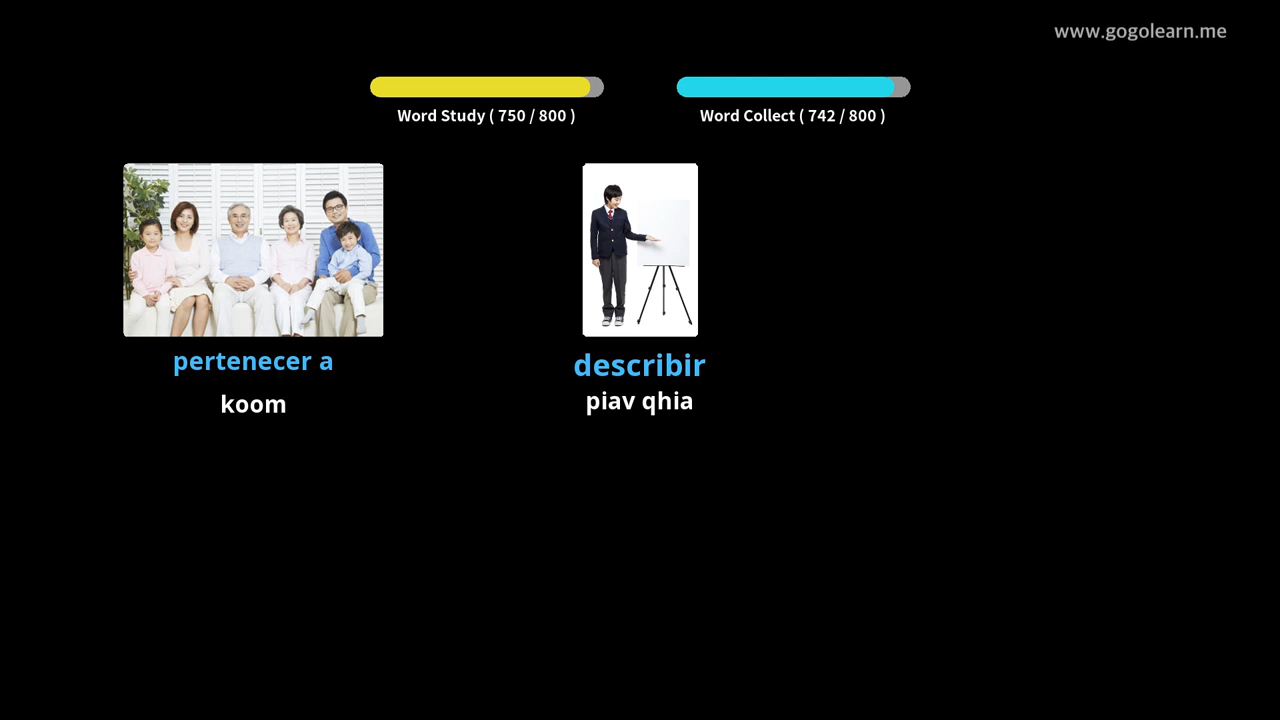 www.gogolearn.me
Word Study ( 750 / 800 )
Word Collect ( 742 / 800 )
pertenecer a
koom
describir
piav qhia